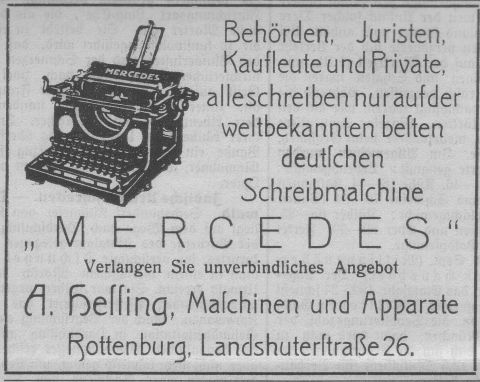 MERCEDES
Behörden, Juristen,
Kaufleute und Private,
alle schreiben nur auf der
weltbekannten beſten
deutſchen
Schreibmaſchine
„MERCEDES“
Verlangen Sie unverbindliches Angebot
A. Heſſing, Maſchinen und Apparate
Rottenburg, Landshuterſtraße 26.